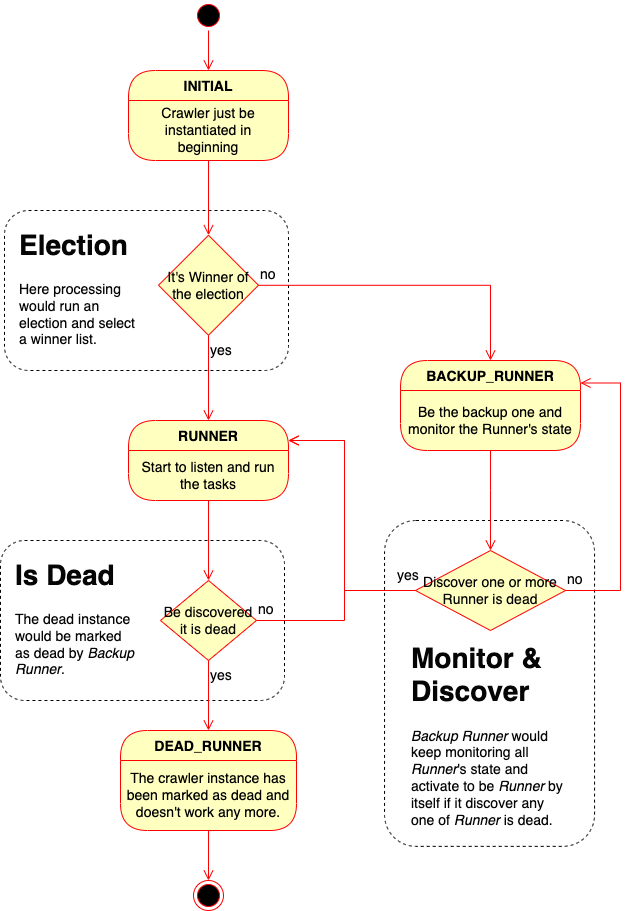 INITIAL
Crawler just be
instantiated in
beginning
Election
Here processing
would run an
election and select
a winner list.
It's Winner of
the election
no
yes
BACKUP_RUNNER
Be the backup one and
monitor the Runner's state
RUNNER
Start to listen and run
the tasks
Is Dead
The dead instance
would be marked
as dead by Backup
Runner.
Be discovered
it is dead
no
yes
yes
Discover one or more
Runner is dead
no
Monitor &
Discover
Backup Runner would
keep monitoring all
Runner's state and
activate to be Runner by
itself if it discover any
one of Runner is dead.
DEAD_RUNNER
The crawler instance has
been marked as dead and
doesn't work any more.